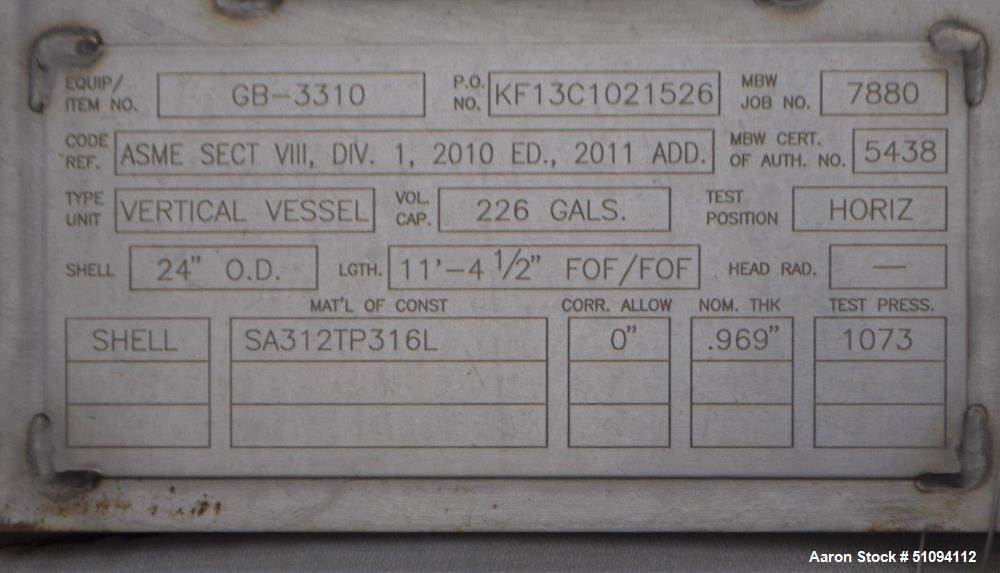 EQUIP/ ITEM NO. GB-3310 P.O. NO. KF13C1021526 MBW JOB NO. 7880
CODE REF. ASME SECT VIII, DIV. 1, 2010 ED., 2011 ADD. MBW CERT. OF AUTH. NO. 5438
TYPE UNIT VERTICAL VESSEL VOL. CAP. 226 GALS. TEST POSITION HORIZ
SHELL 24" O.D. LGTH. 11'-4 1/2" FOF/FOF HEAD RAD. —
MAT'L OF CONST CORR. ALLOW NOM. THK TEST PRESS.
SHELL SA312TP316L 0" .969" 1073
Aaron Stock # 51094112